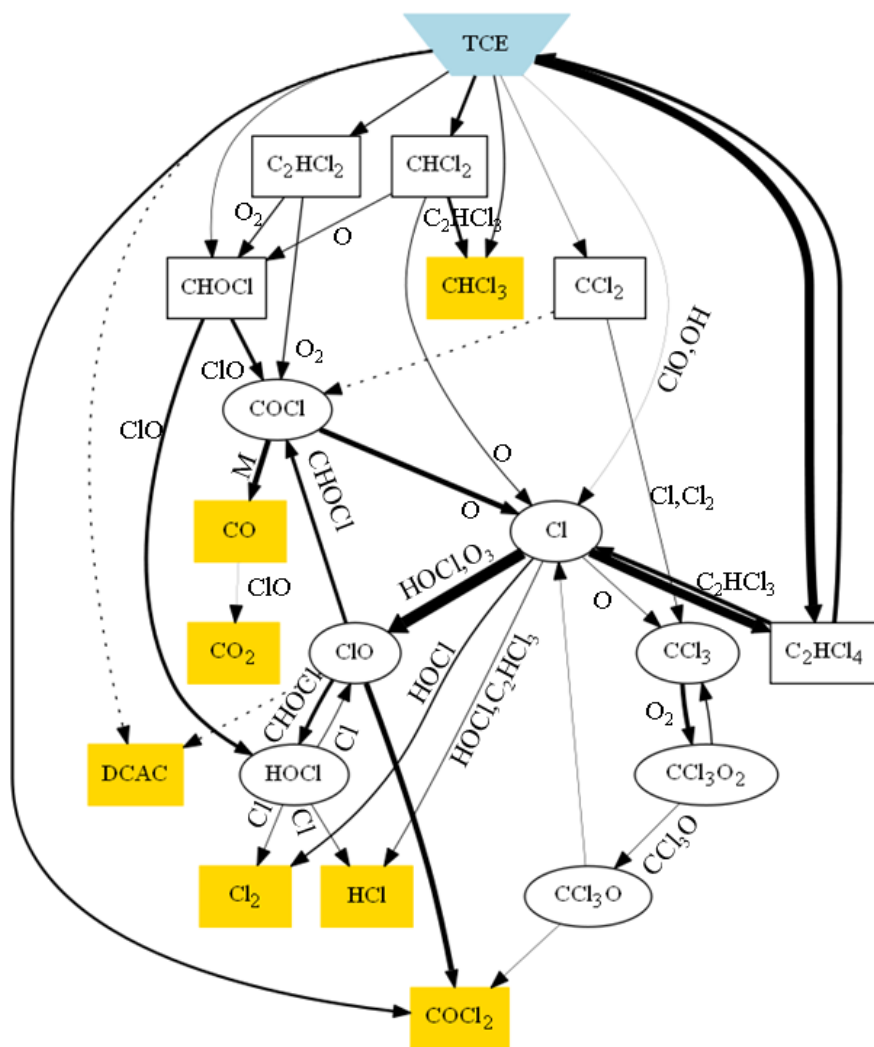 TCE
C₂HCl₂
CHCl₂
O₂
O
C₂HCl₃
CHOCl
CHCl₃
CCl₂
ClO,OH
ClO
O₂
COCl
ClO
M
CHOCl
O
O
Cl,Cl₂
CO
Cl
HOCl,O₃
C₂HCl₃
ClO
O
CO₂
ClO
CCl₃
C₂HCl₄
CHOCl
HOCl
HOCl,C₂HCl₃
O₂
Cl
DCAC
HOCl
CCl₃O₂
Cl
Cl
CCl₃O
Cl₂
HCl
CCl₃O
COCl₂